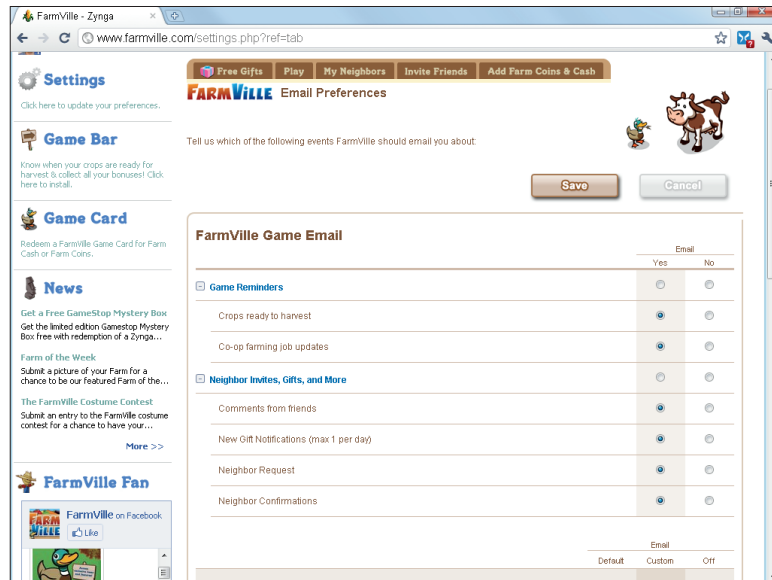 FarmVille - Zynga
www.farmville.com/settings.php?ref=tab
Settings
Click here to update your preferences.
Game Bar
Know when your crops are ready for
harvest & collect all your bonuses! Click
here to install.
Game Card
Redeem a FarmVille Game Card for Farm
Cash or Farm Coins.
News
Get a Free GameStop Mystery Box
Get the limited edition Gamestop Mystery
Box free with redemption of a Zynga...
Farm of the Week
Submit a picture of your Farm for a
chance to be our featured Farm of the...
The FarmVille Costume Contest
Submit an entry to the FarmVille costume
contest for a chance to have your...
More >>
FarmVille Fan
FARM VILLE
FarmVille on Facebook
Like
Free Gifts Play My Neighbors Invite Friends Add Farm Coins & Cash
FARMVILLE Email Preferences
Tell us which of the following events FarmVille should email you about:
Save Cancel
FarmVille Game Email
Email
Yes No
Game Reminders
Crops ready to harvest
Co-op farming job updates
Neighbor Invites, Gifts, and More
Comments from friends
New Gift Notifications (max 1 per day)
Neighbor Request
Neighbor Confirmations
Email
Default Custom Off